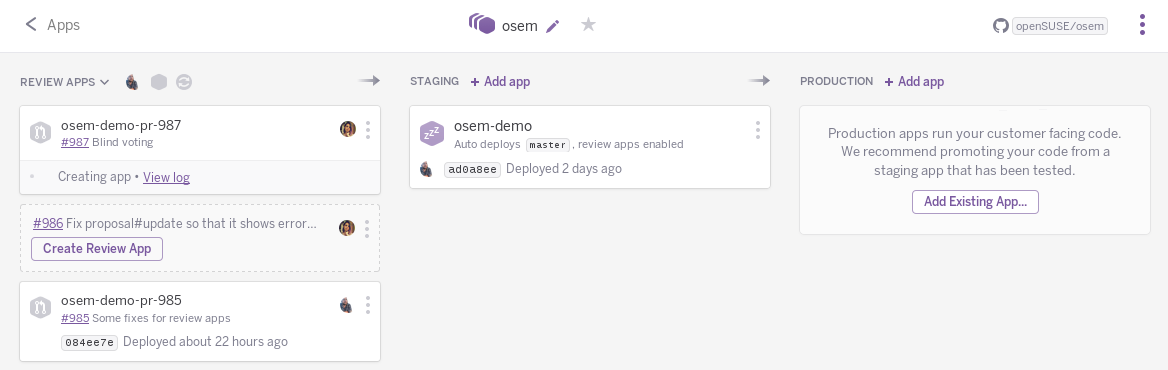 Apps
osem
openSUSE/osem
REVIEW APPS
STAGING
Add app
PRODUCTION
Add app
osem-demo-pr-987
#987 Blind voting
Creating app • View log
#986 Fix proposal#update so that it shows error...
Create Review App
osem-demo-pr-985
#985 Some fixes for review apps
084ee7e Deployed about 22 hours ago
zzz
osem-demo
Auto deploys master, review apps enabled
ad0a8ee Deployed 2 days ago
Production apps run your customer facing code.
We recommend promoting your code from a
staging app that has been tested.
Add Existing App...